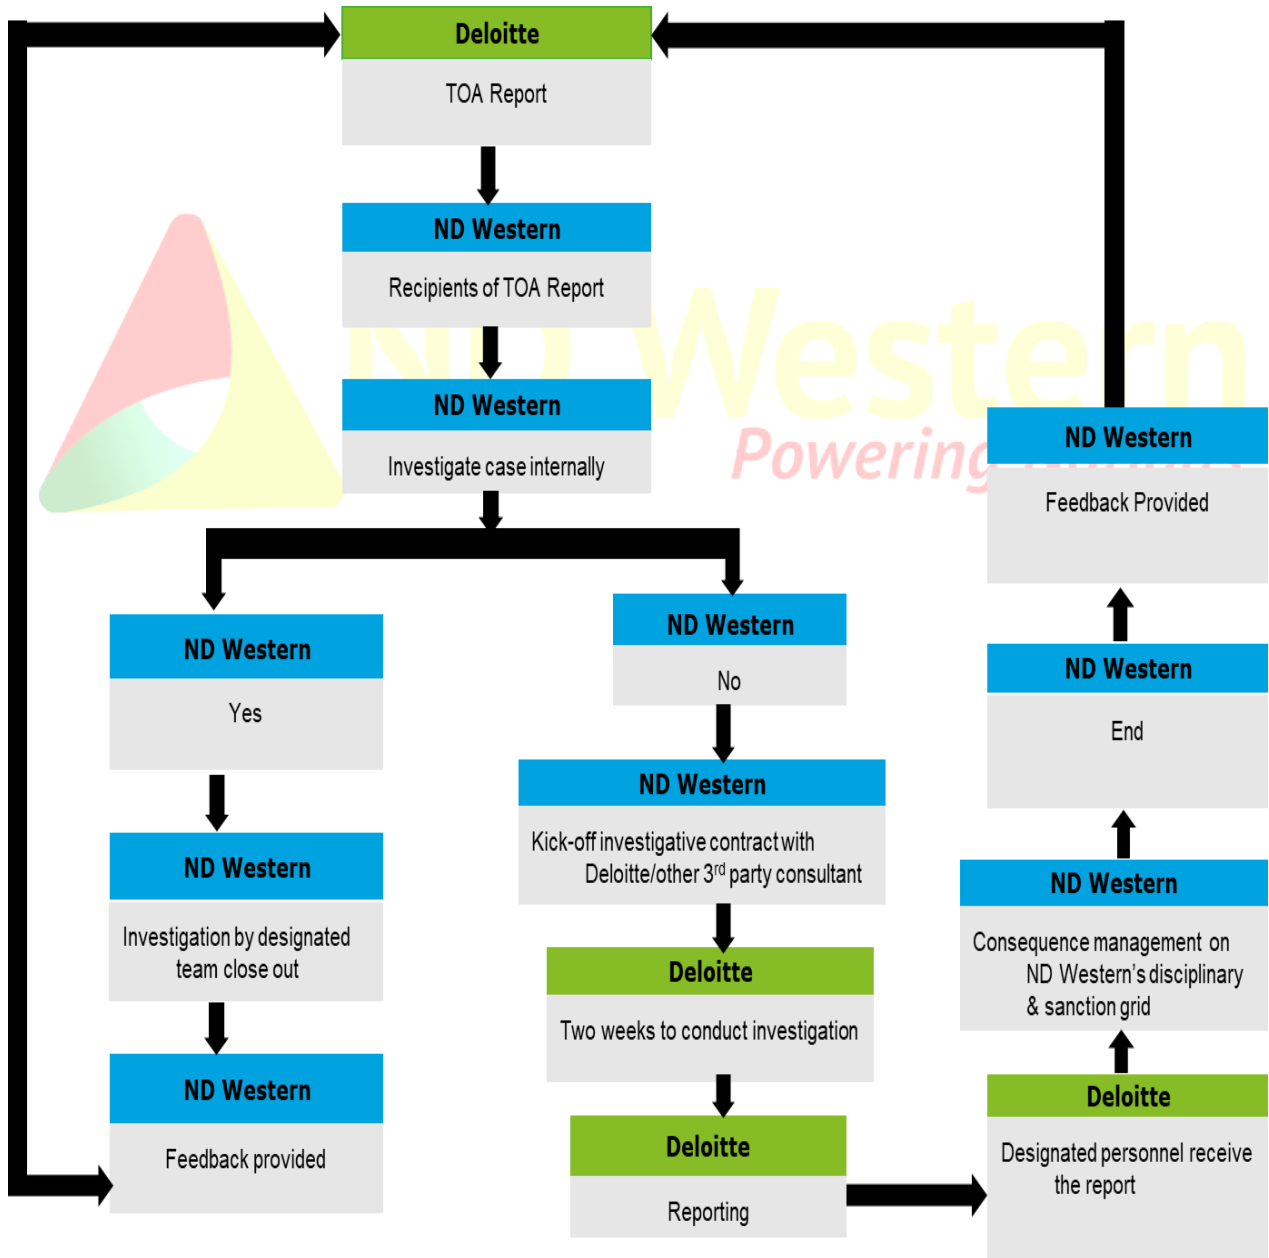 Deloitte
TOA Report
ND Western
Recipients of TOA Report
ND Western
Investigate case internally
ND Western
Yes
ND Western
Investigation by designated
team close out
ND Western
Feedback provided
ND Western
No
ND Western
Kick-off investigative contract with
Deloitte/other 3rd party consultant
Deloitte
Two weeks to conduct investigation
Deloitte
Reporting
Deloitte
Designated personnel receive
the report
ND Western
Consequence management on
ND Western's disciplinary
& sanction grid
ND Western
End
ND Western
Feedback Provided
ND Western
Powering